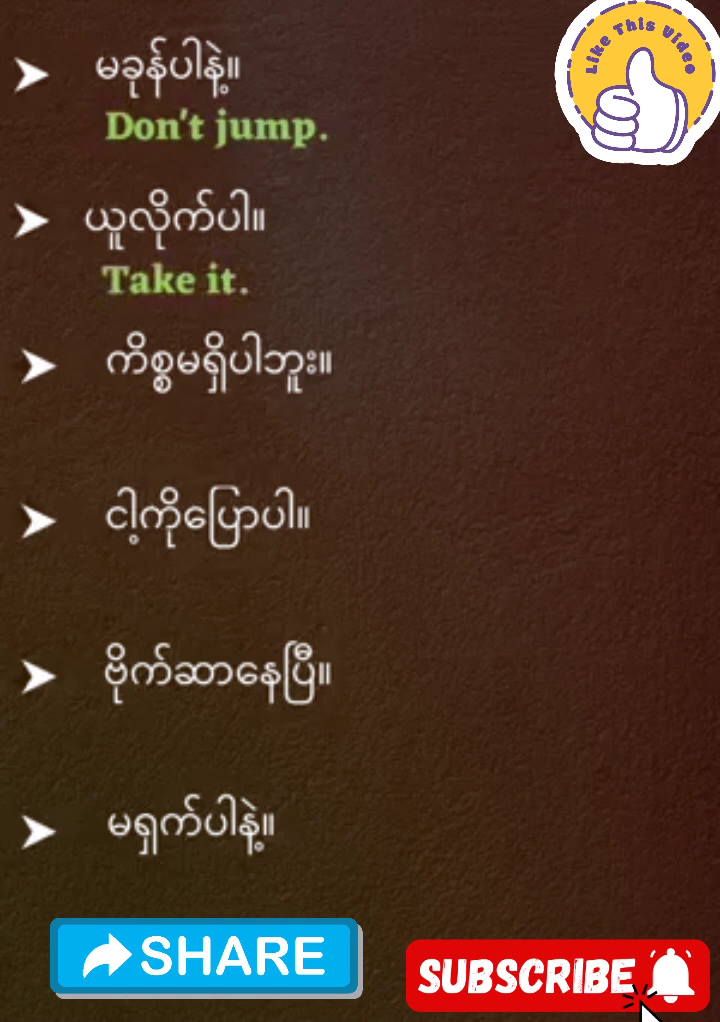 Like This Video
မခုန်ပါနဲ့။
Don't jump.
ယူလိုက်ပါ။
Take it.
ကိစ္စမရှိပါဘူး။
ငါ့ကိုပြောပါ။
ဗိုက်ဆာနေပြီ။
မရှက်ပါနဲ့။
SHARE
SUBSCRIBE